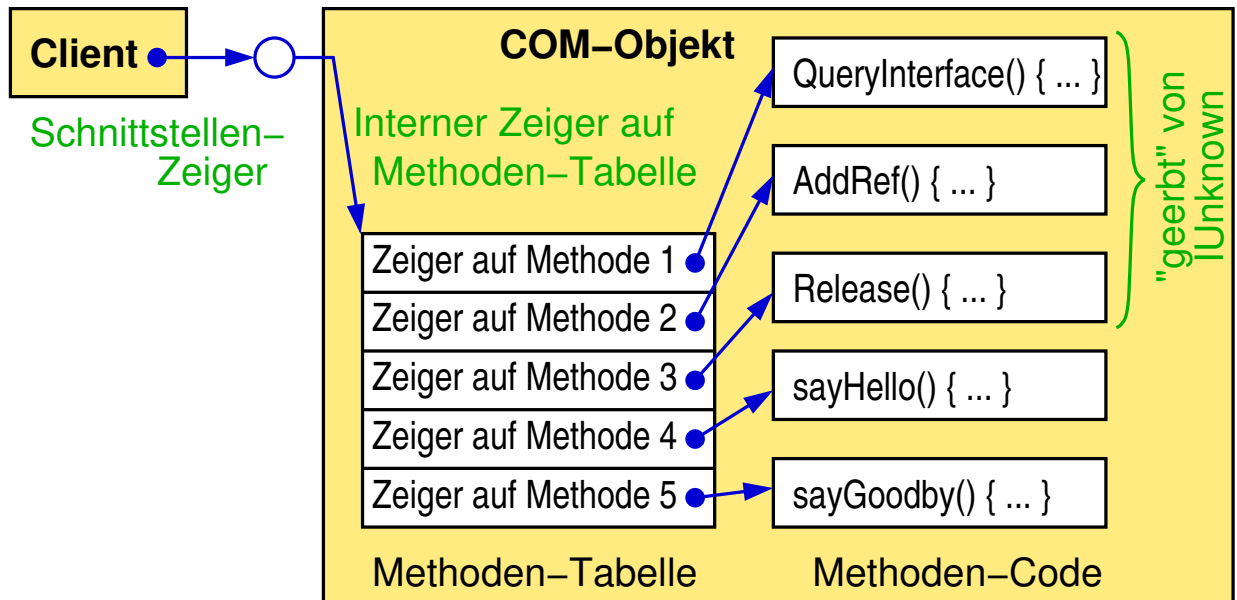 Client
COM–Objekt
Schnittstellen–
Zeiger
Interner Zeiger auf
Methoden–Tabelle
Zeiger auf Methode 1
Zeiger auf Methode 2
Zeiger auf Methode 3
Zeiger auf Methode 4
Zeiger auf Methode 5
Methoden–Tabelle
QueryInterface() { ... }
AddRef() { ... }
Release() { ... }
sayHello() { ... }
sayGoodby() { ... }
Methoden–Code
"geerbt" von
IUnknown